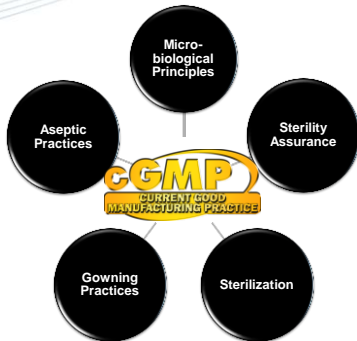 Micro-
biological
Principles
Aseptic
Practices
Sterility
Assurance
cGMP
CURRENT GOOD
MANUFACTURING PRACTICE
Gowning
Practices
Sterilization